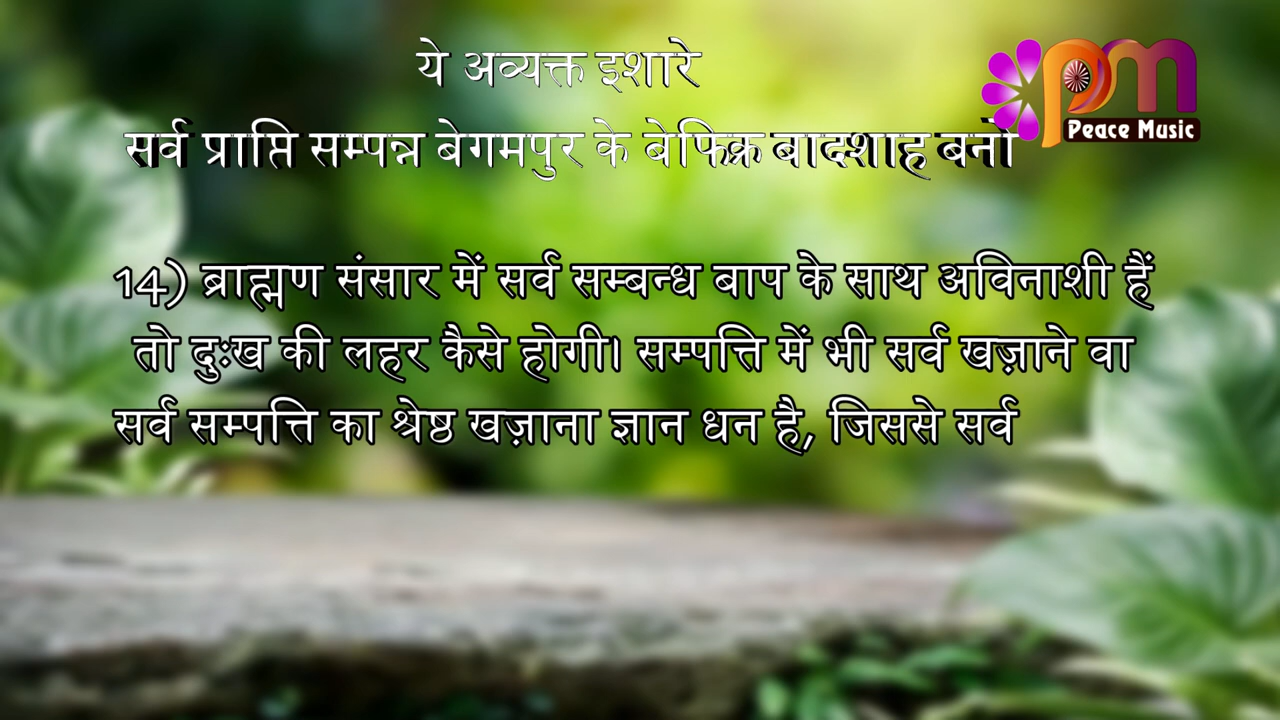 ये अव्यक्त इशारे
सर्व प्राप्ति सम्पन्न बेगमपुर के बेफिक्र बादशाह बनो
pm
Peace Music
14) ब्राह्मण संसार में सर्व सम्बन्ध बाप के साथ अविनाशी हैं
तो दुःख की लहर कैसे होगी। सम्पत्ति में भी सर्व खज़ाने वा
सर्व सम्पत्ति का श्रेष्ठ खज़ाना ज्ञान धन है, जिससे सर्व